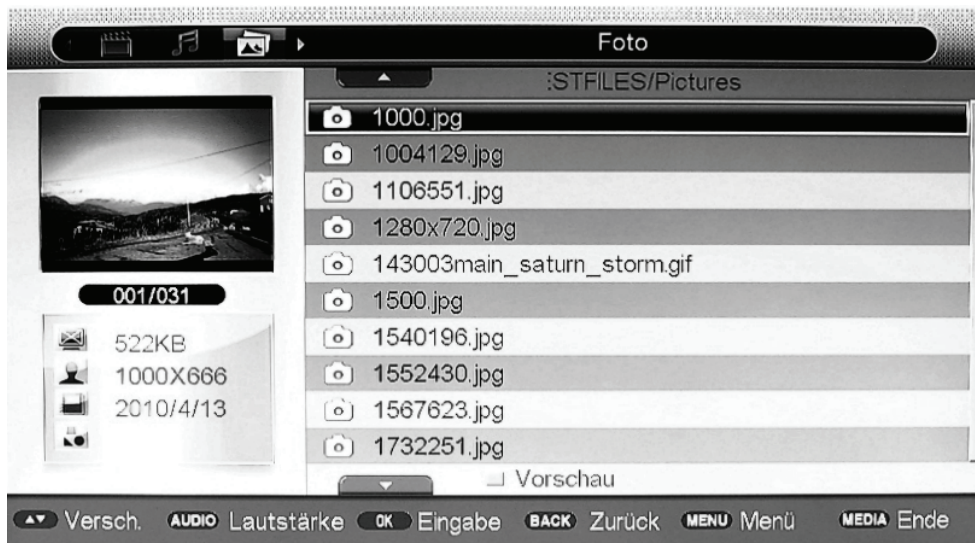 Foto
STFILES/Pictures
1000.jpg
1004129.jpg
1106551.jpg
1280x720.jpg
143003main_saturn_storm.gif
1500.jpg
1540196.jpg
1552430.jpg
1567623.jpg
1732251.jpg
Vorschau
001/031
522KB
1000X666
2010/4/13
Versch. AUDIO Lautstärke OK Eingabe BACK Zurück MENU Menü MEDIA Ende